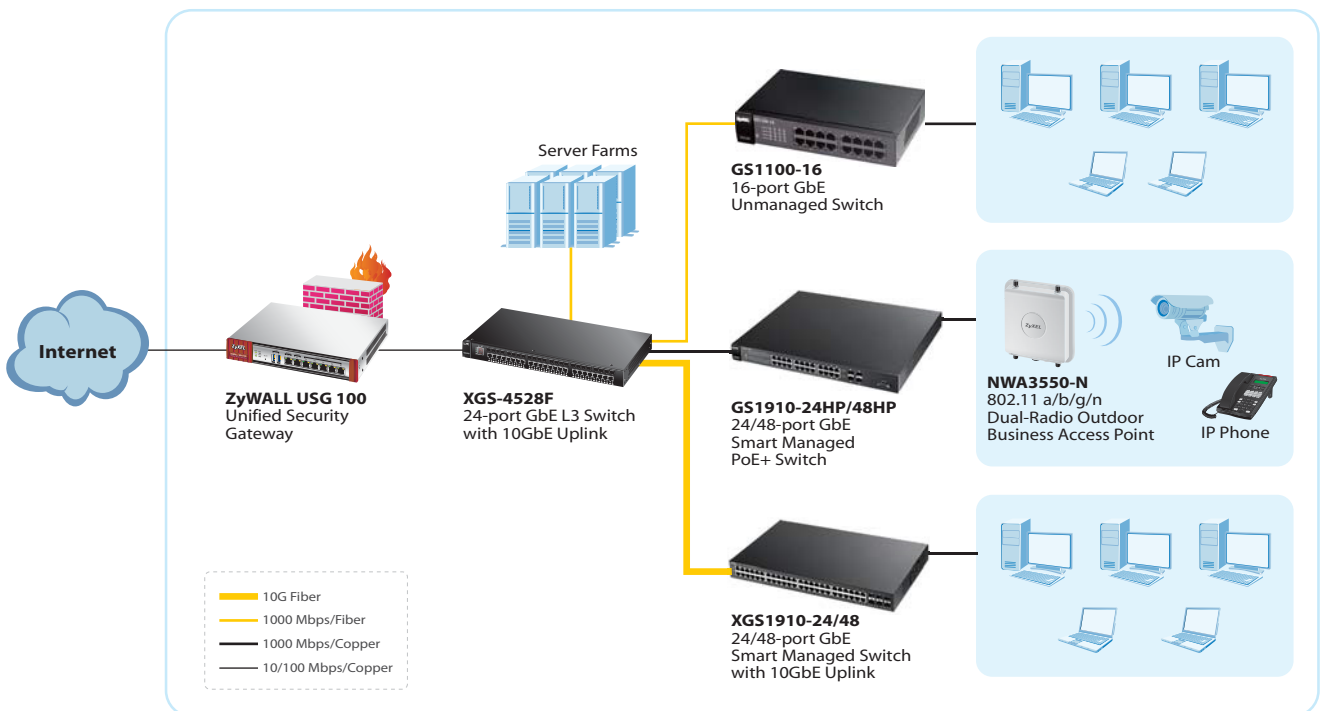 Server Farms
Internet
ZyXEL
ZyWALL USG 100
Unified Security
Gateway
XGS-4528F
24-port GbE L3 Switch
with 10GbE Uplink
ZyXEL
GS1100-16
16-port GbE
Unmanaged Switch
GS1910-24HP/48HP
24/48-port GbE
Smart Managed
PoE+ Switch
XGS1910-24/48
24/48-port GbE
Smart Managed Switch
with 10GbE Uplink
ZyXEL
NWA3550-N
802.11 a/b/g/n
Dual-Radio Outdoor
Business Access Point
IP Cam
IP Phone
10G Fiber
1000 Mbps/Fiber
1000 Mbps/Copper
10/100 Mbps/Copper